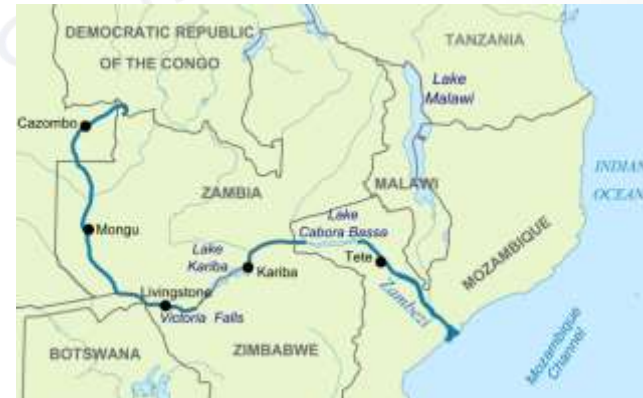 DEMOCRATIC REPUBLIC
OF THE CONGO
TANZANIA
Lake
Malawi
Cazombo
INDIAN
OCEAN
ZAMBIA
MALAWI
Lake
Cabora Bassa
Mongu
Lake
Kariba
Kariba
Tete
MOZAMBIQUE
Zambezi
Livingstone
Victoria Falls
Mozambique
Channel
BOTSWANA
ZIMBABWE